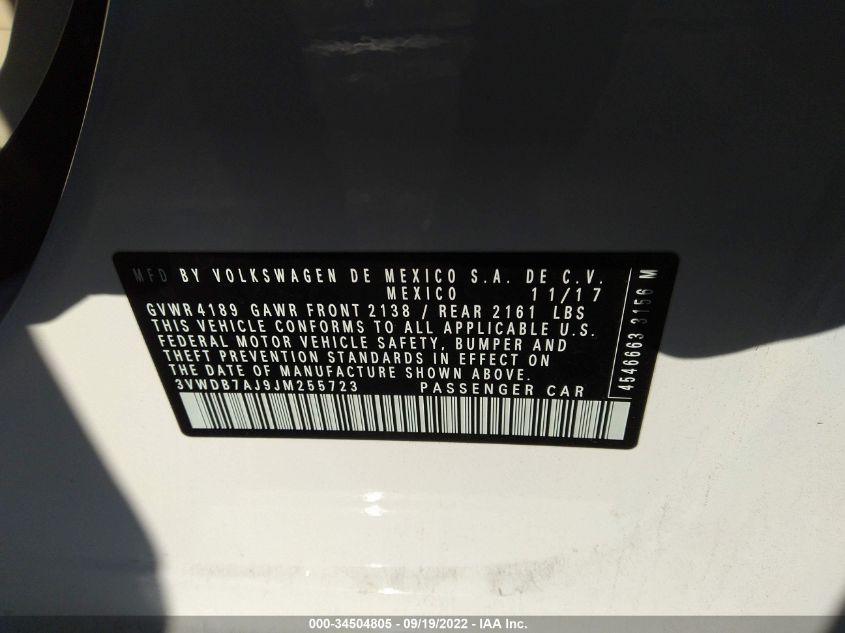 MFD BY VOLKSWAGEN DE MEXICO S.A. DE C.V.
MEXICO 11/17
GVWR 4189 GAWR FRONT 2138 / REAR 2161 LBS
THIS VEHICLE CONFORMS TO ALL APPLICABLE U.S.
FEDERAL MOTOR VEHICLE SAFETY, BUMPER AND
THEFT PREVENTION STANDARDS IN EFFECT ON
THE DATE OF MANUFACTURE SHOWN ABOVE.
3VWDB7AJ9JM255723 PASSENGER CAR
4546663 3156 M
000-34504805 - 09/19/2022 - IAA Inc.